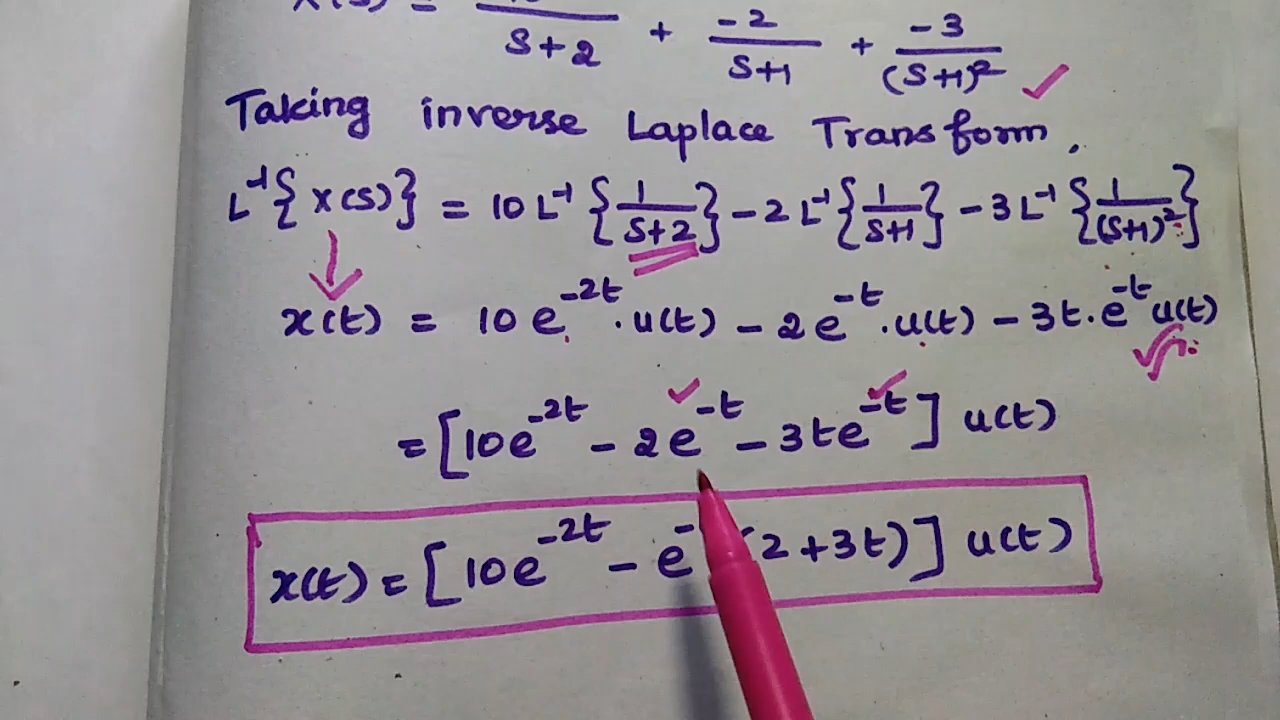 X(S) = 10/(S+2) + -2/(S+1) + -3/(S+1)²
Taking inverse Laplace Transform.
L⁻¹{X(S)} = 10 L⁻¹{1/(S+2)} - 2 L⁻¹{1/(S+1)} - 3 L⁻¹{1/(S+1)²}
x(t) = 10 e^-2t . u(t) - 2 e^-t . u(t) - 3t . e^-t u(t)
= [10e^-2t - 2e^-t - 3te^-t] u(t)
x(t) = [10e^-2t - e^- (2+3t)] u(t)